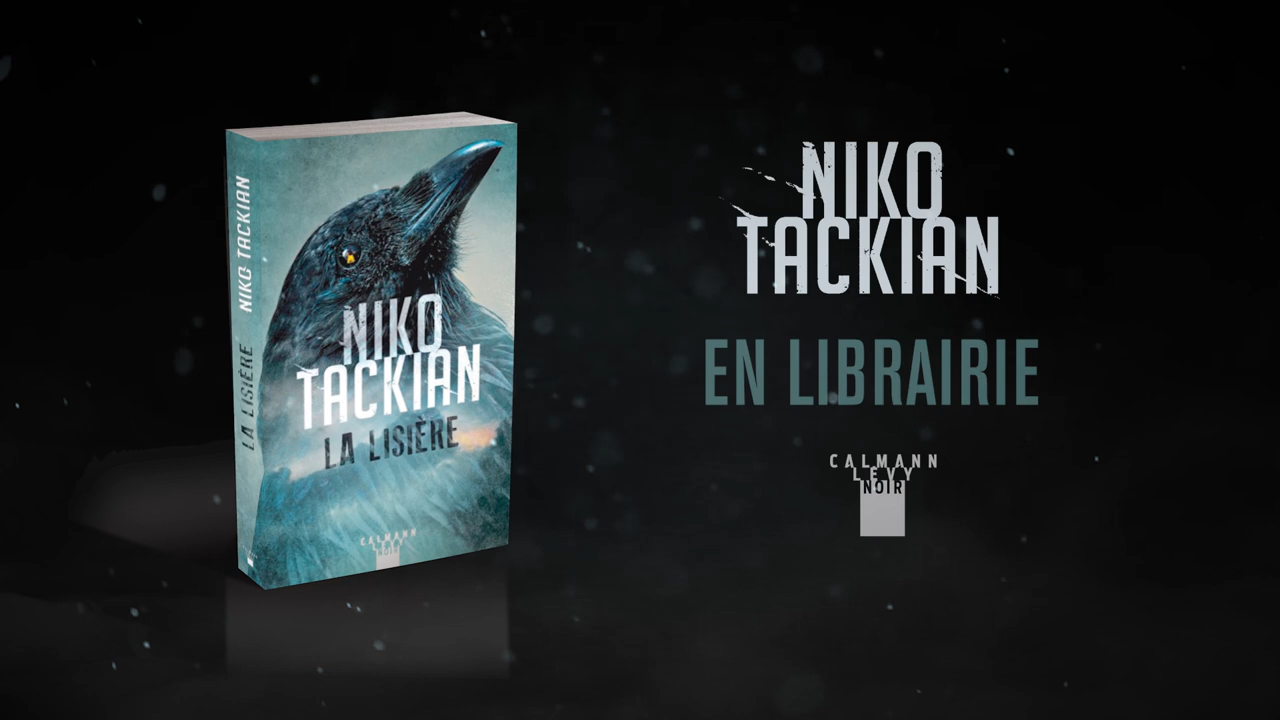 NIKO TACKIAN
LA LISIÈRE
NIKO
TACKIAN
LA LISIÈRE
CALMANN
LEVY
NOIR
NIKO
TACKIAN
EN LIBRAIRIE
CALMANN
LEVY
NOIR